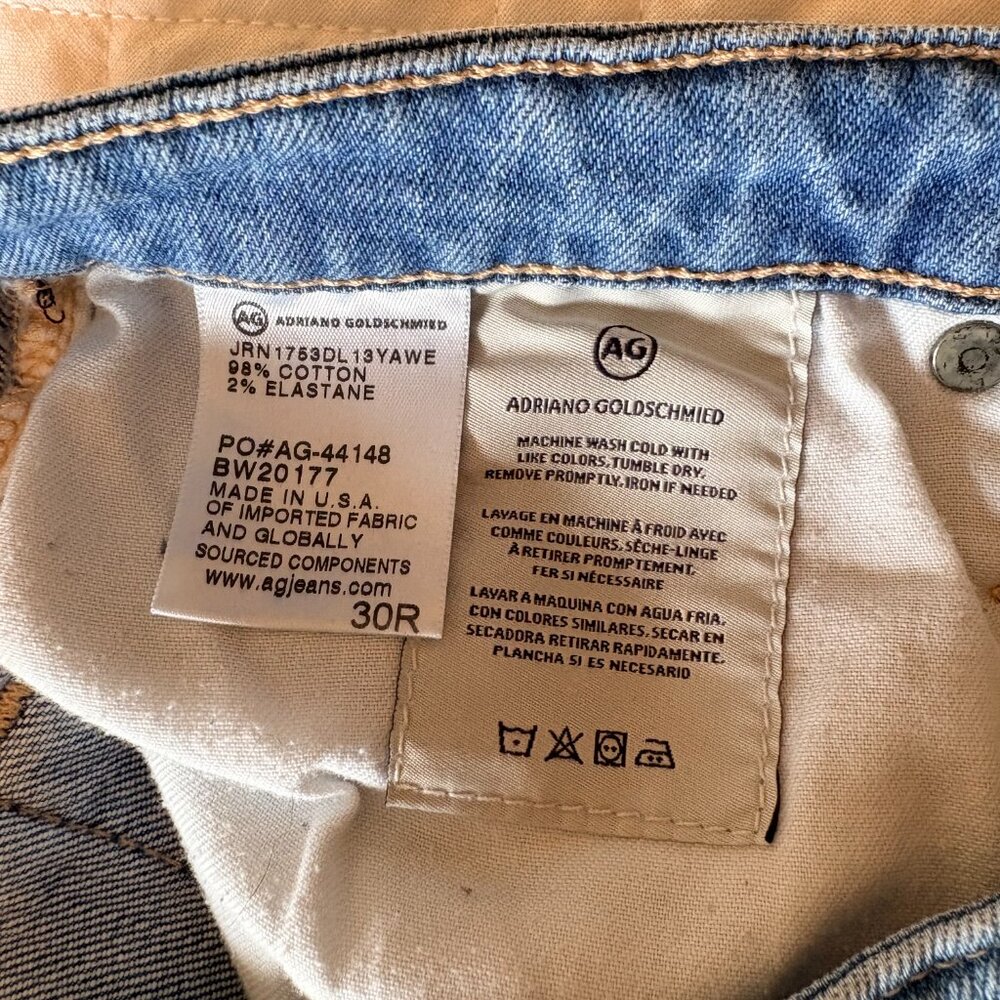 AG ADRIANO GOLDSCHMIED
JRN1753DL13YAWE
98% COTTON
2% ELASTANE
PO#AG-44148
BW20177
MADE IN U.S.A.
OF IMPORTED FABRIC
AND GLOBALLY
SOURCED COMPONENTS
www.agjeans.com
30R
AG
ADRIANO GOLDSCHMIED
MACHINE WASH COLD WITH
LIKE COLORS, TUMBLE DRY,
REMOVE PROMPTLY, IRON IF NEEDED
LAVAGE EN MACHINE À FROID AVEC
COMME COULEURS, SÈCHE-LINGE
À RETIRER PROMPTEMENT,
FER SI NÉCESSAIRE
LAVAR A MAQUINA CON AGUA FRIA,
CON COLORES SIMILARES, SECAR EN
SECADORA RETIRAR RAPIDAMENTE,
PLANCHA SI ES NECESARIO